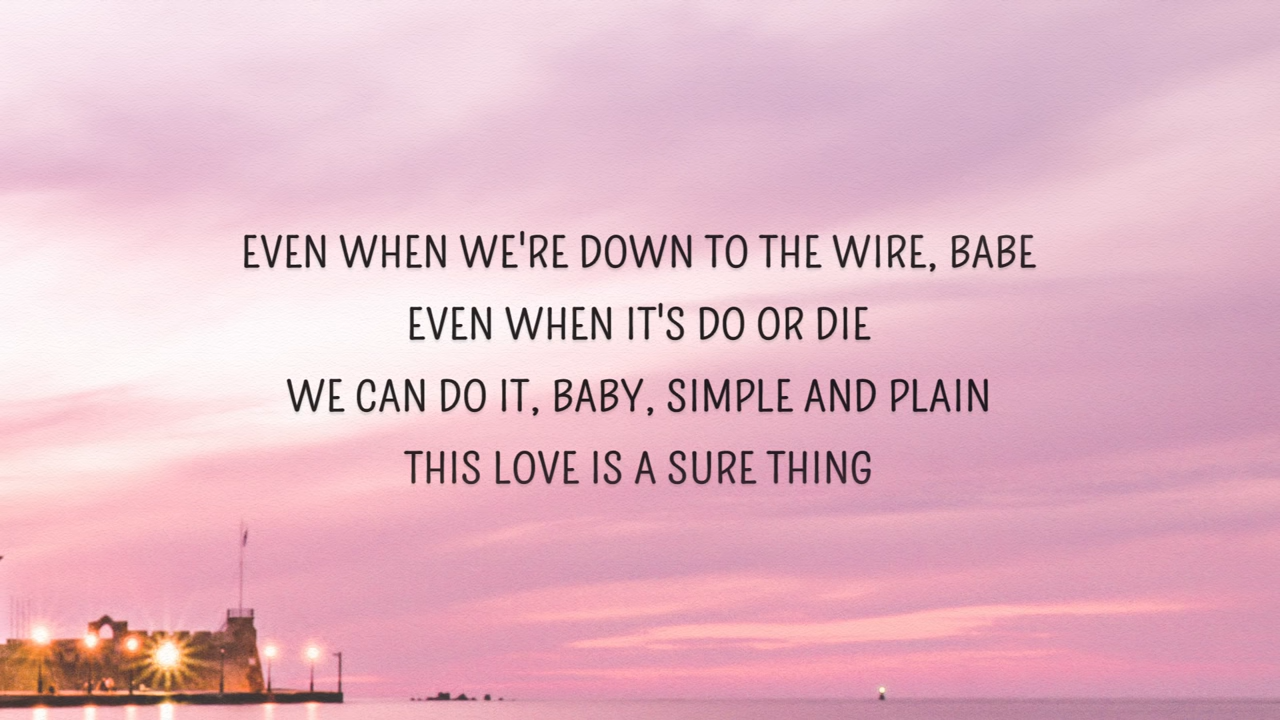 EVEN WHEN WE'RE DOWN TO THE WIRE, BABE
EVEN WHEN IT'S DO OR DIE
WE CAN DO IT, BABY, SIMPLE AND PLAIN
THIS LOVE IS A SURE THING